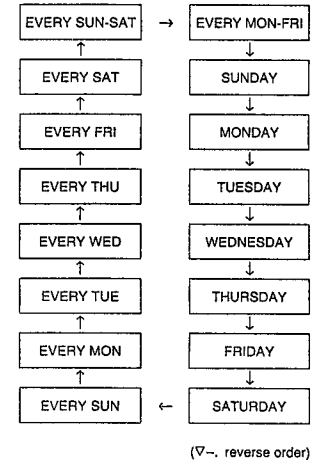 EVERY SUN-SAT → EVERY MON-FRI
↑ ↓
EVERY SAT SUNDAY
↑ ↓
EVERY FRI MONDAY
↑ ↓
EVERY THU TUESDAY
↑ ↓
EVERY WED WEDNESDAY
↑ ↓
EVERY TUE THURSDAY
↑ ↓
EVERY MON FRIDAY
↑ ↓
EVERY SUN ← SATURDAY
(∇–. reverse order)